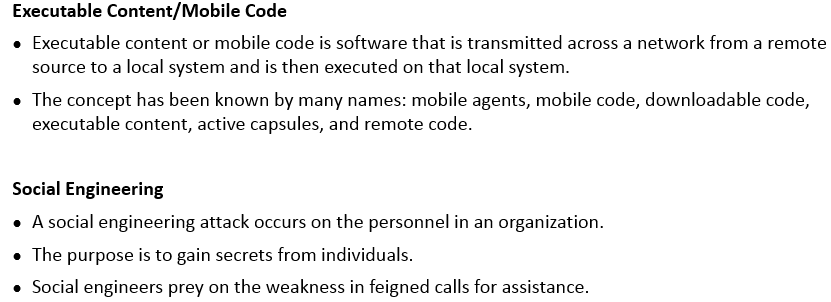 Executable Content/Mobile Code
• Executable content or mobile code is software that is transmitted across a network from a remote
source to a local system and is then executed on that local system.
• The concept has been known by many names: mobile agents, mobile code, downloadable code,
executable content, active capsules, and remote code.
Social Engineering
• A social engineering attack occurs on the personnel in an organization.
• The purpose is to gain secrets from individuals.
• Social engineers prey on the weakness in feigned calls for assistance.